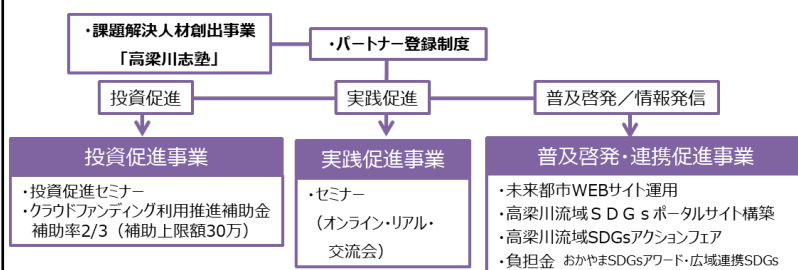 ・課題解決人材創出事業
「高梁川志塾」
・パートナー登録制度
投資促進
実践促進
普及啓発／情報発信
投資促進事業
・投資促進セミナー
・クラウドファンディング利用推進補助金
補助率2/3（補助上限額30万）
実践促進事業
・セミナー
（オンライン・リアル・
交流会）
普及啓発・連携促進事業
・未来都市WEBサイト運用
・高梁川流域ＳＤＧｓポータルサイト構築
・高梁川流域SDGsアクションフェア
・負担金 おかやまSDGsアワード・広域連携SDGs